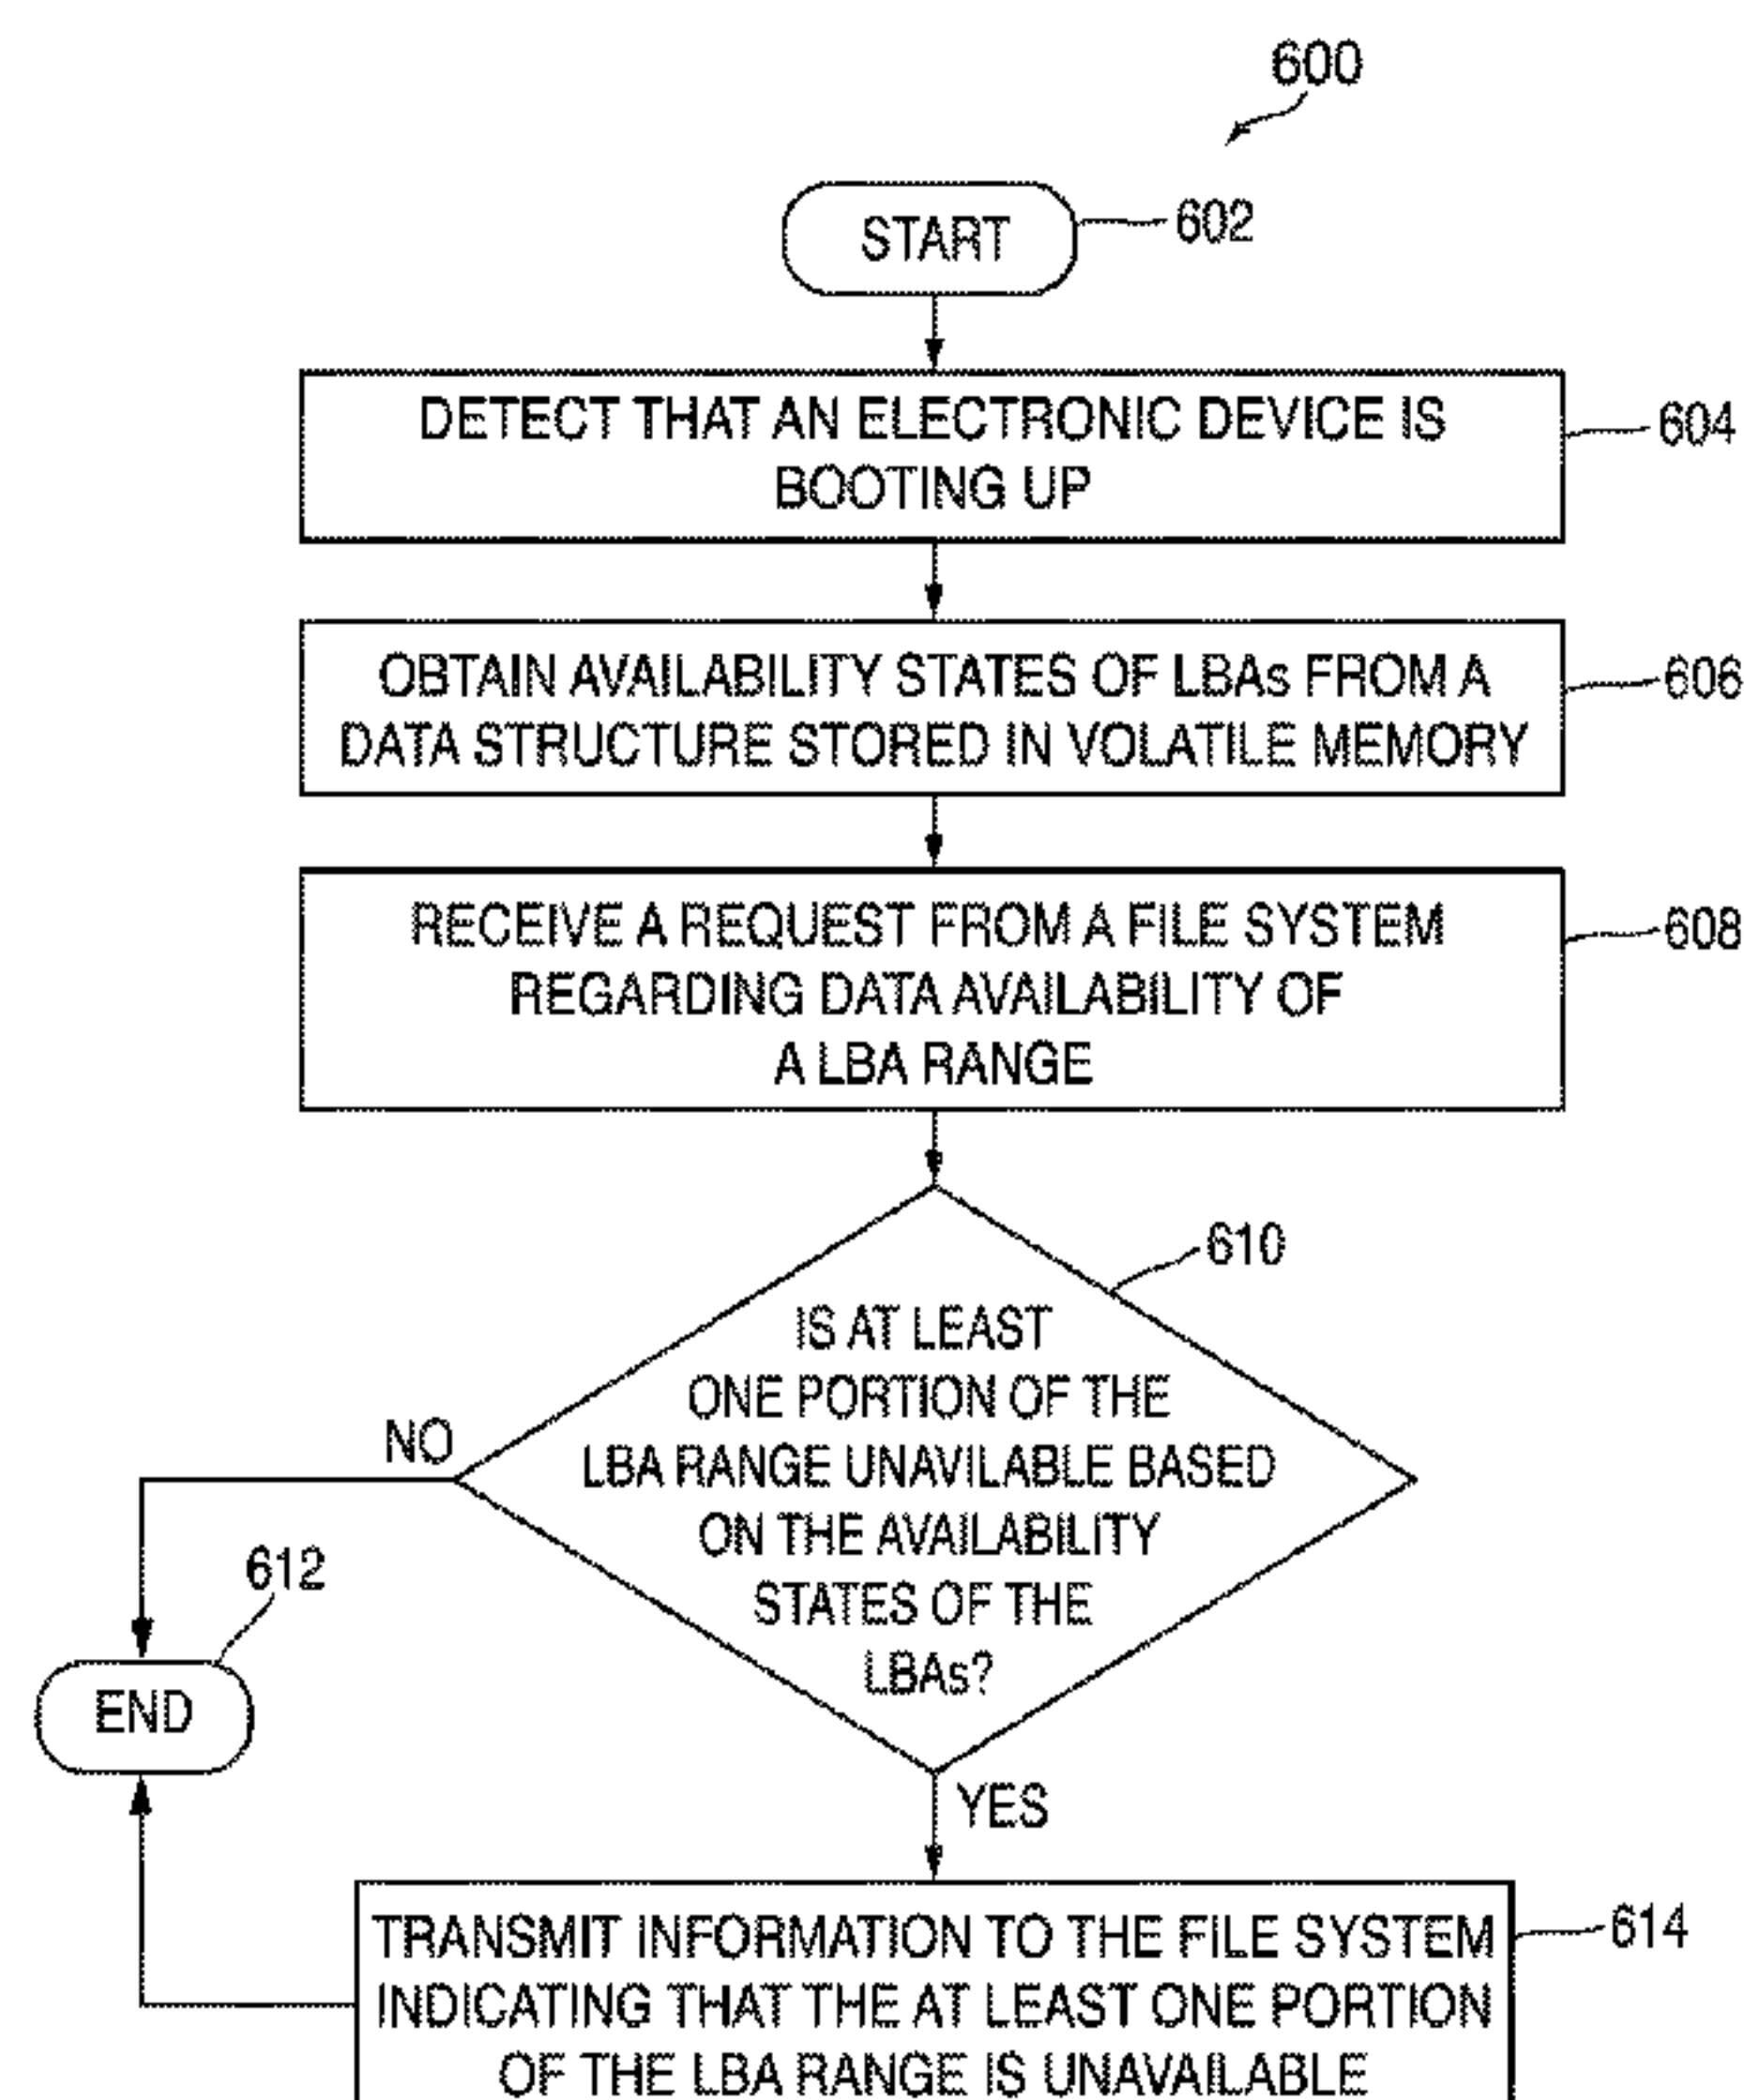 600
START
602
DETECT THAT AN ELECTRONIC DEVICE IS
BOOTING UP
604
OBTAIN AVAILABILITY STATES OF LBAs FROM A
DATA STRUCTURE STORED IN VOLATILE MEMORY
606
RECEIVE A REQUEST FROM A FILE SYSTEM
REGARDING DATA AVAILABILITY OF
A LBA RANGE
608
610
IS AT LEAST
ONE PORTION OF THE
LBA RANGE UNAVILABLE BASED
ON THE AVAILABILITY
STATES OF THE
LBAs?
NO
612
END
YES
TRANSMIT INFORMATION TO THE FILE SYSTEM
INDICATING THAT THE AT LEAST ONE PORTION
OF THE LBA RANGE IS UNAVAILABLE
614